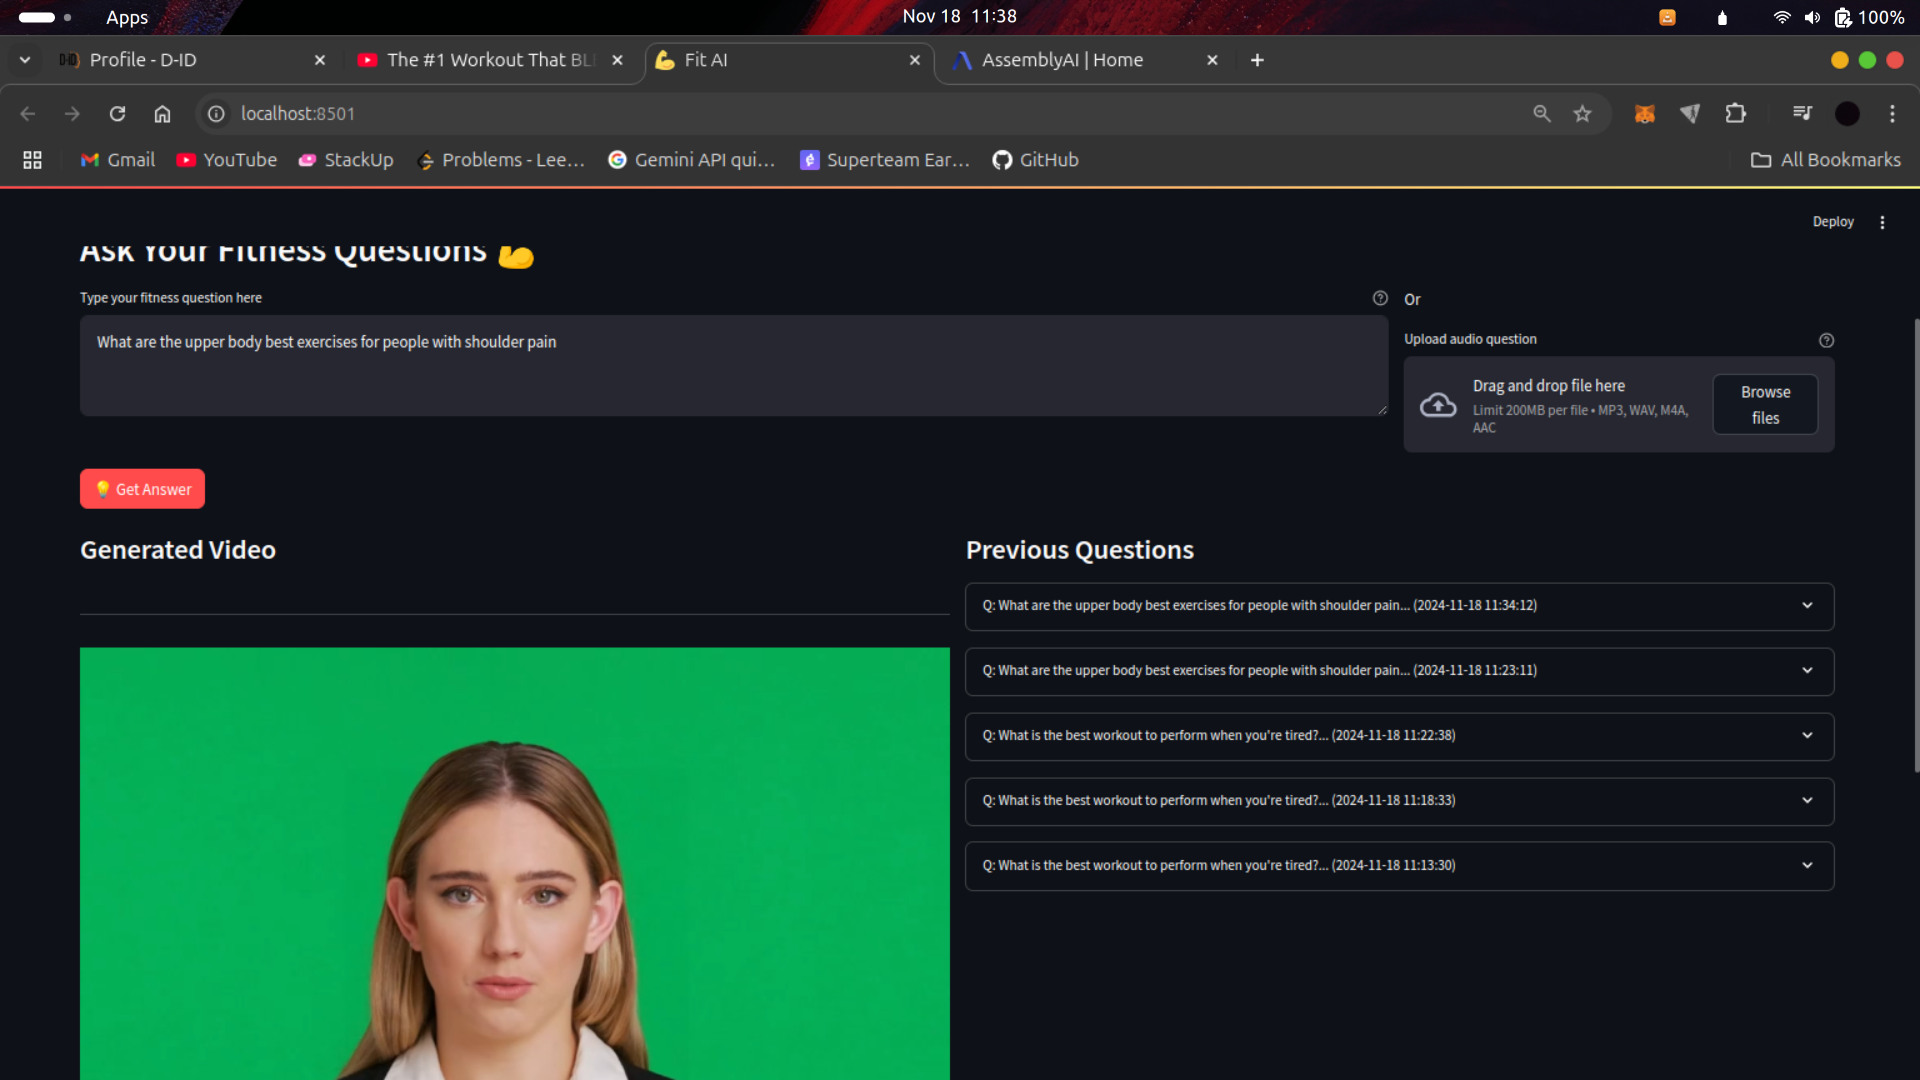 Apps
Nov 18 11:38
100%
Profile - D-ID
The #1 Workout That BL
Fit AI
AssemblyAI | Home
localhost:8501
Gmail
YouTube
StackUp
Problems - Lee...
Gemini API qui...
Superteam Ear...
GitHub
All Bookmarks
Deploy
Ask Your Fitness Questions
Type your fitness question here
Or
What are the upper body best exercises for people with shoulder pain
Upload audio question
Drag and drop file here
Limit 200MB per file • MP3, WAV, M4A,
AAC
Browse
files
Get Answer
Generated Video
Previous Questions
Q: What are the upper body best exercises for people with shoulder pain... (2024-11-18 11:34:12)
Q: What are the upper body best exercises for people with shoulder pain... (2024-11-18 11:23:11)
Q: What is the best workout to perform when you're tired?... (2024-11-18 11:22:38)
Q: What is the best workout to perform when you're tired?... (2024-11-18 11:18:33)
Q: What is the best workout to perform when you're tired?... (2024-11-18 11:13:30)